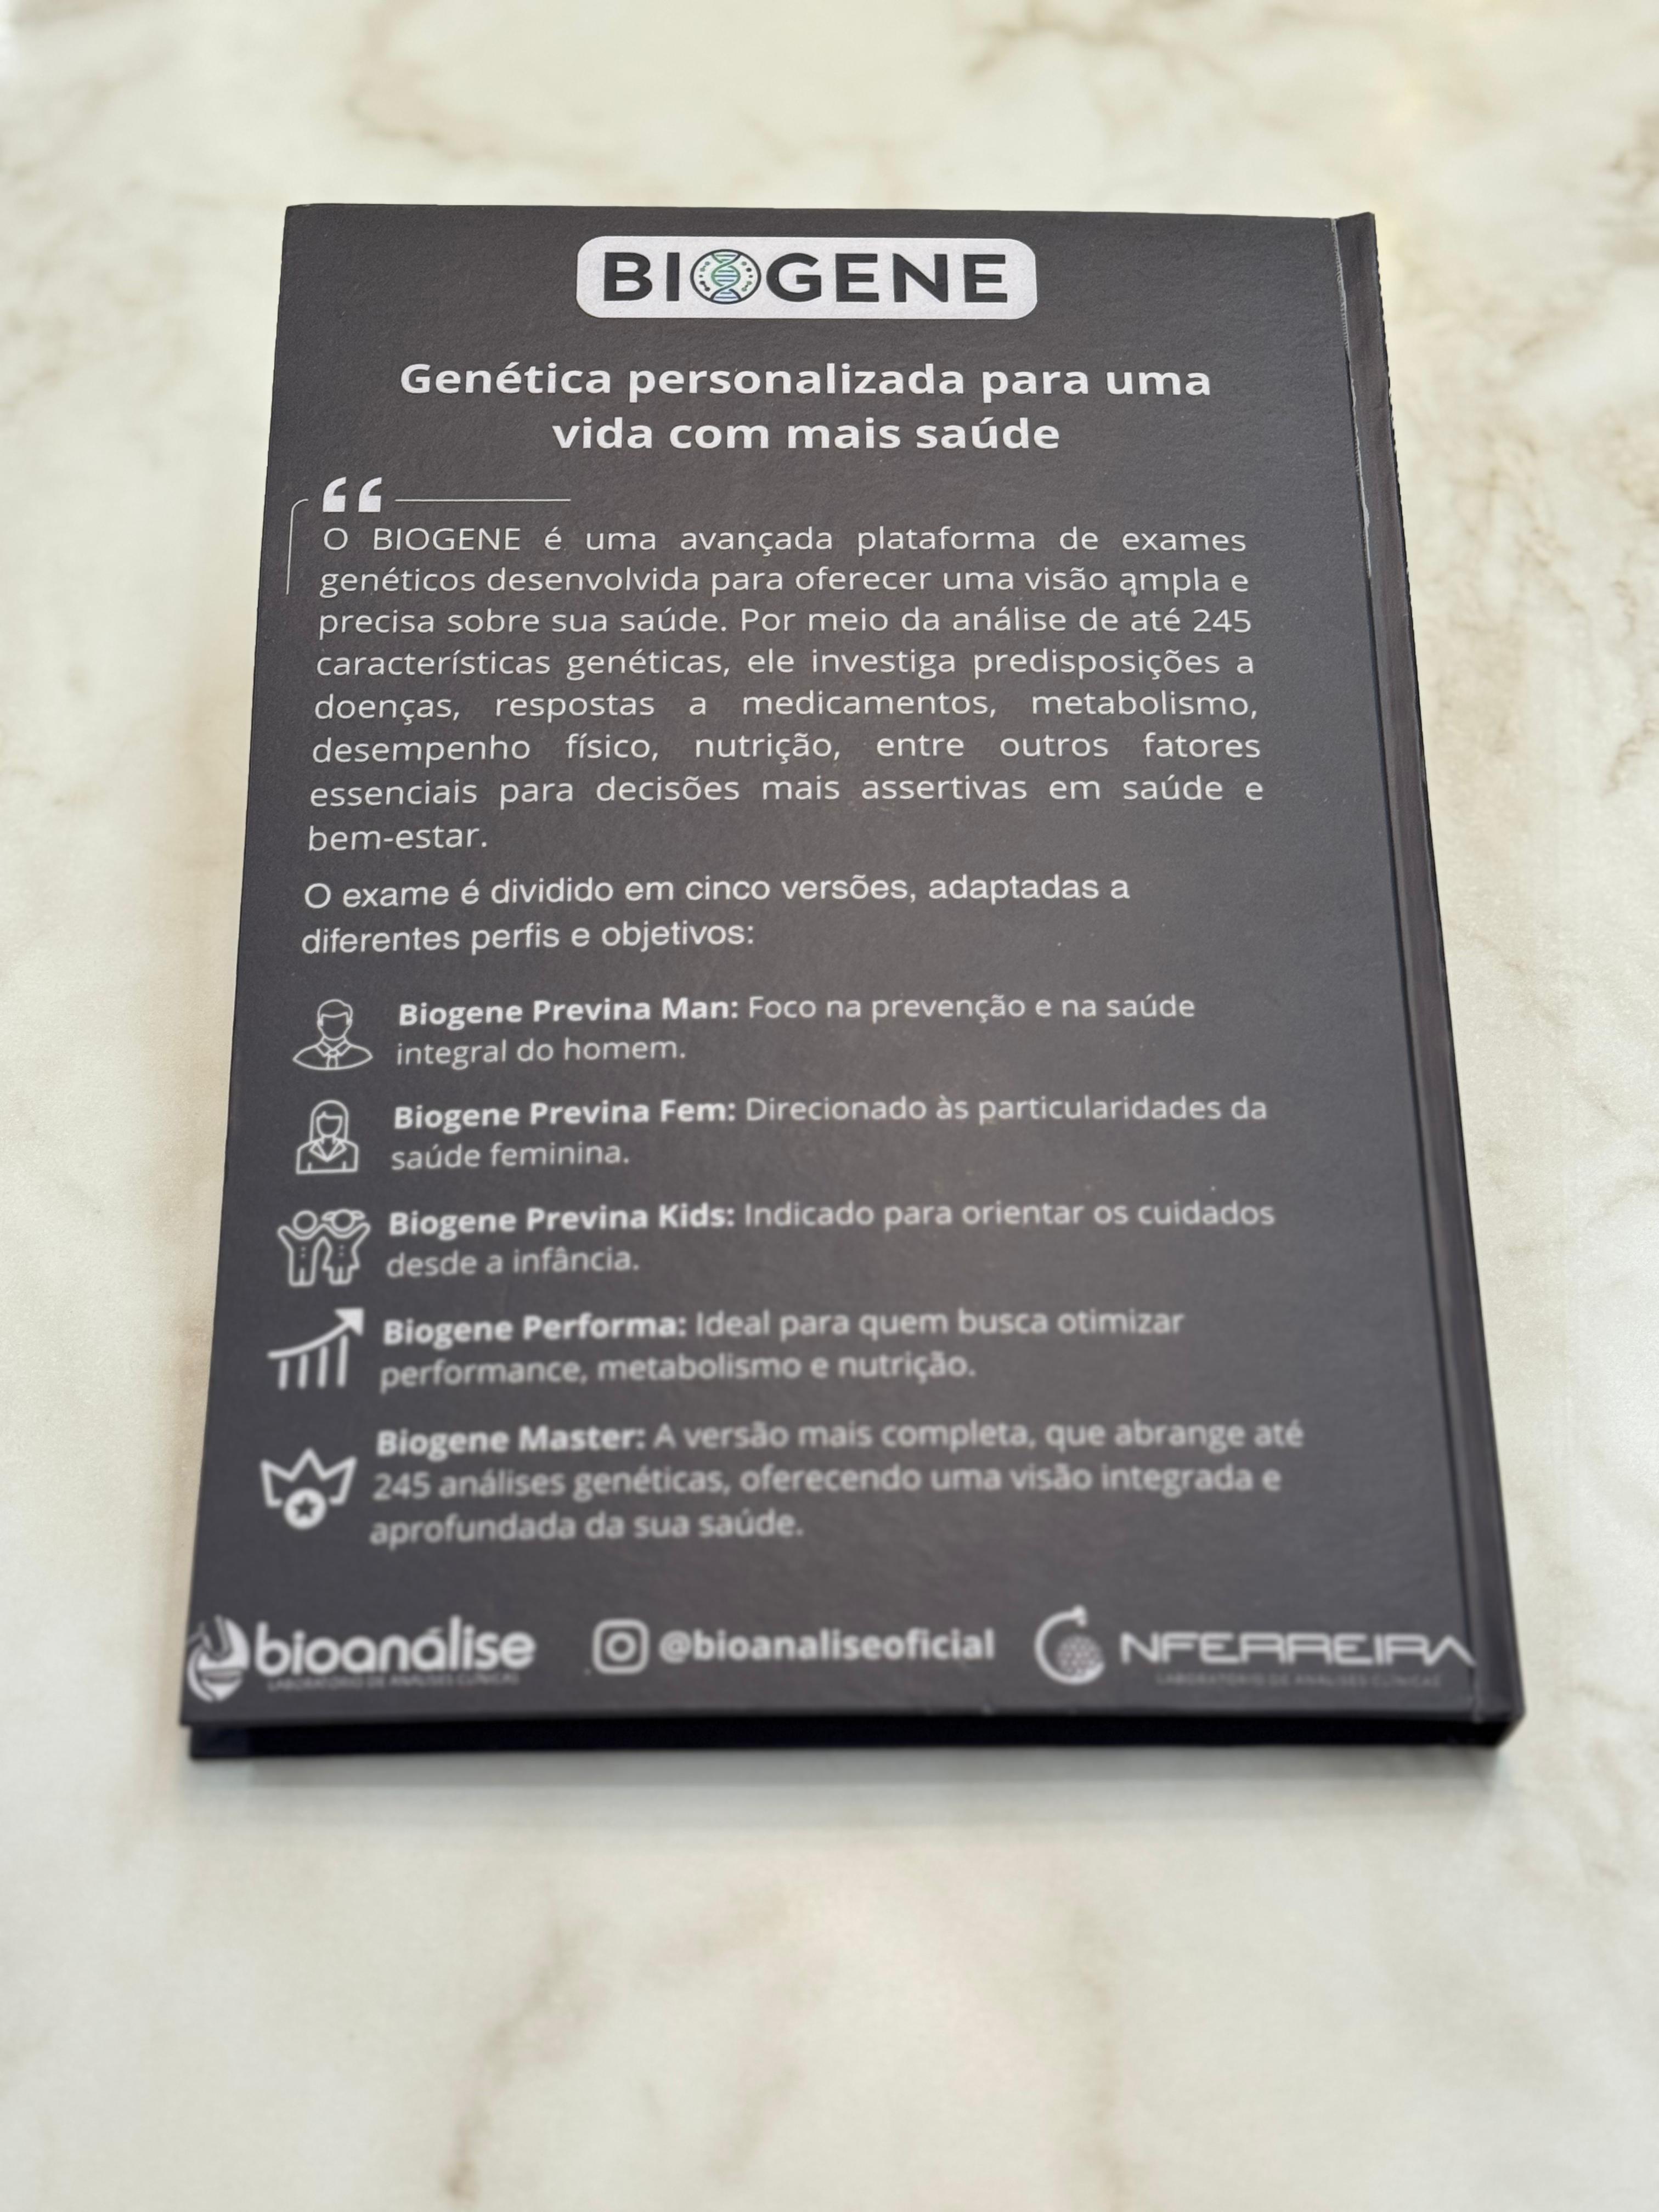 BIOGENE
Genética personalizada para uma
vida com mais saúde
“
O BIOGENE é uma avançada plataforma de exames
genéticos desenvolvida para oferecer uma visão ampla e
precisa sobre sua saúde. Por meio da análise de até 245
características genéticas, ele investiga predisposições a
doenças, respostas a medicamentos, metabolismo,
desempenho físico, nutrição, entre outros fatores
essenciais para decisões mais assertivas em saúde e
bem-estar.
O exame é dividido em cinco versões, adaptadas a
diferentes perfis e objetivos:
Biogene Previna Man: Foco na prevenção e na saúde
integral do homem.
Biogene Previna Fem: Direcionado às particularidades da
saúde feminina.
Biogene Previna Kids: Indicado para orientar os cuidados
desde a infância.
Biogene Performa: Ideal para quem busca otimizar
performance, metabolismo e nutrição.
Biogene Master: A versão mais completa, que abrange até
245 análises genéticas, oferecendo uma visão integrada e
aprofundada da sua saúde.
bioanálise @bioanaliseoficial NFERREIRA
LABORATÓRIO DE ANÁLISES CLÍNICAS LABORATÓRIO DE ANÁLISES CLÍNICAS